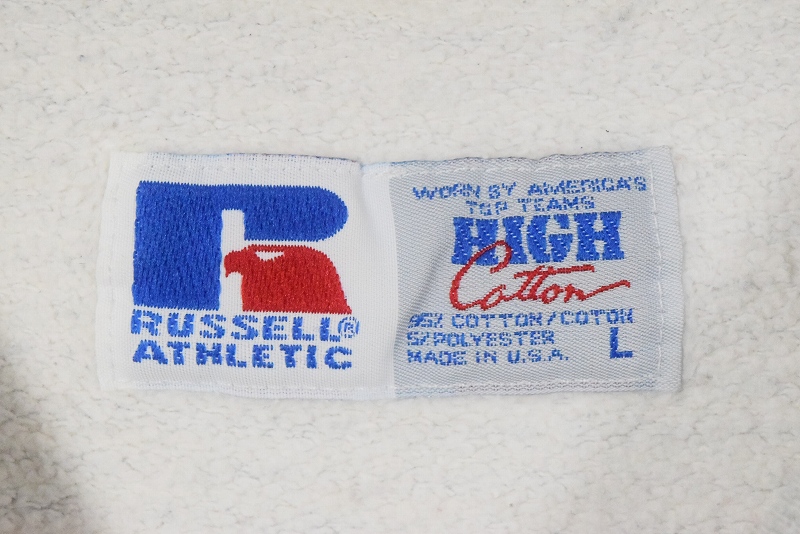 RUSSELL®
ATHLETIC
WORN BY AMERICA'S
TOP TEAMS
HIGH
Cotton
95% COTTON/COTON
5% POLYESTER
MADE IN U.S.A.
L